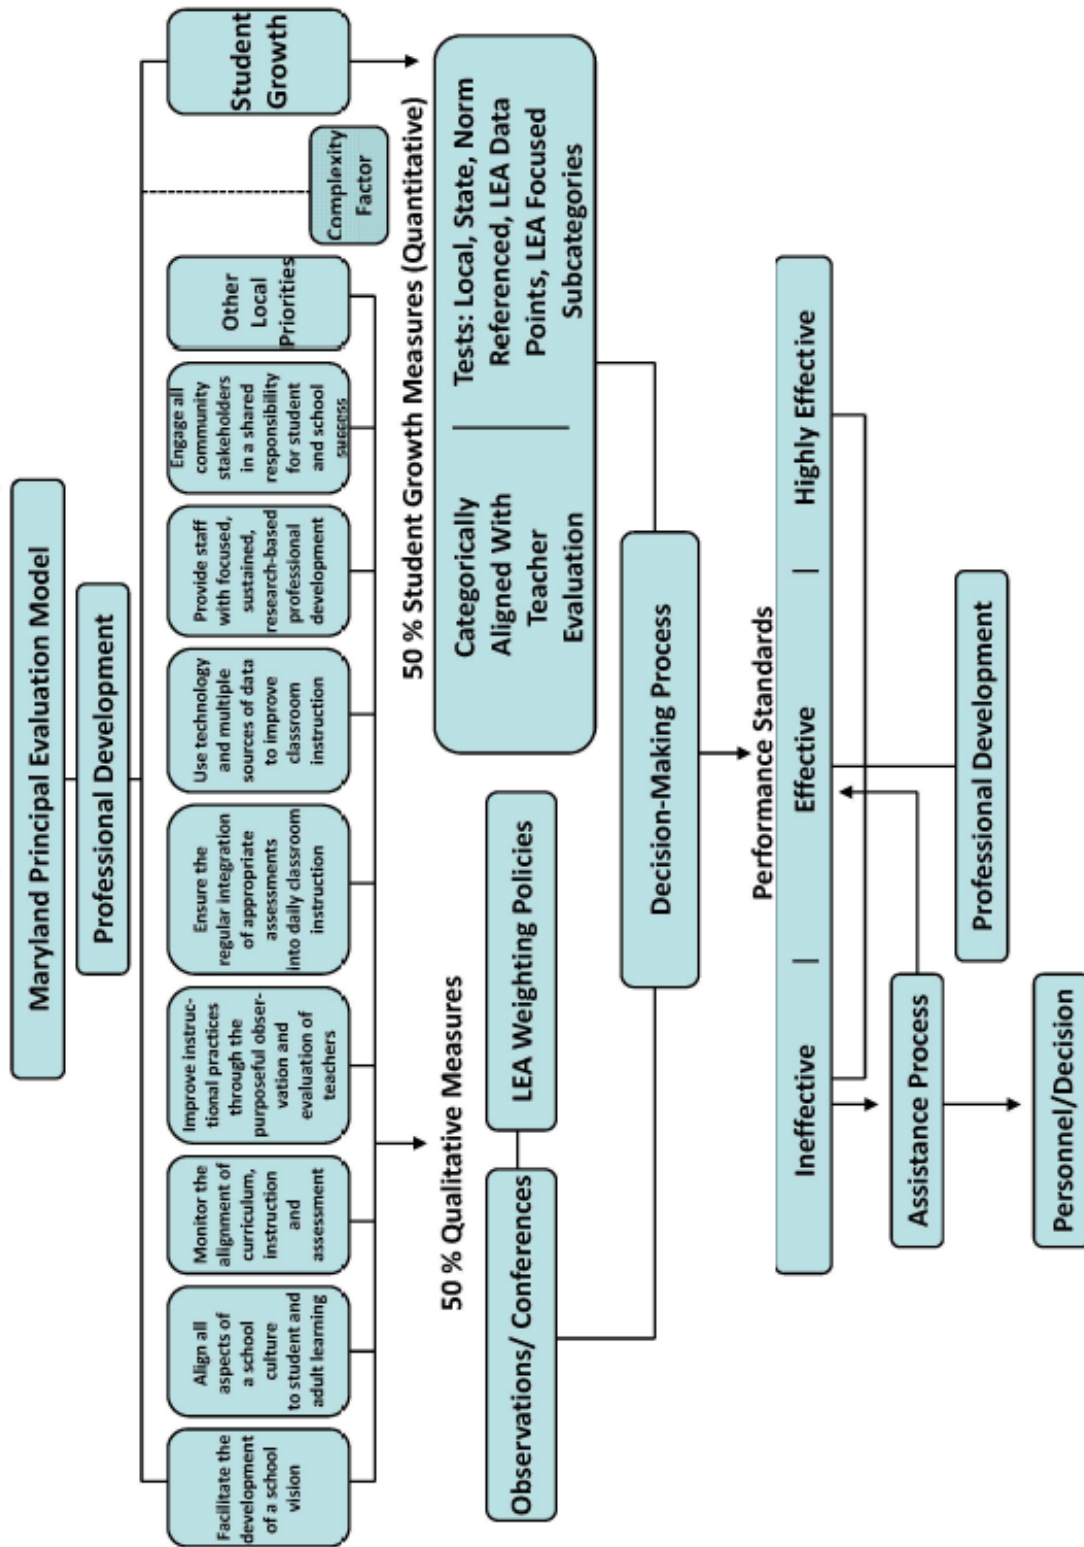 Maryland Principal Evaluation Model
Professional Development
Facilitate the
development
of a school
vision
Align all
aspects of
a school
culture
to student and
adult learning
Monitor the
alignment of
curriculum,
instruction
and
assessment
Improve instruc-
tional practices
through the
purposeful obser-
vation and
evaluation of
teachers
Ensure the
regular integration
of appropriate
assessments
into daily classroom
instruction
Use technology
and multiple
sources of data
to improve
classroom
instruction
Provide staff
with focused,
sustained,
research-based
professional
development
Engage all
community
stakeholders
in a shared
responsibility
for student
and school
success
Other
Local
Priorities
Complexity
Factor
Student
Growth
50 % Qualitative Measures
50 % Student Growth Measures (Quantitative)
Observations/ Conferences
LEA Weighting Policies
Categorically
Aligned With
Teacher
Evaluation
Tests: Local, State, Norm
Referenced, LEA Data
Points, LEA Focused
Subcategories
Decision-Making Process
Performance Standards
Ineffective | Effective | Highly Effective
Assistance Process
Professional Development
Personnel/Decision